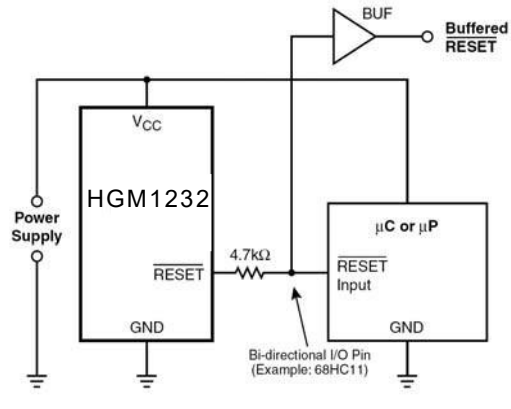 BUF
Buffered
RESET
VCC
HGM1232
Power
Supply
μC or μP
4.7kΩ
RESET
RESET
Input
GND
GND
Bi-directional I/O Pin
(Example: 68HC11)